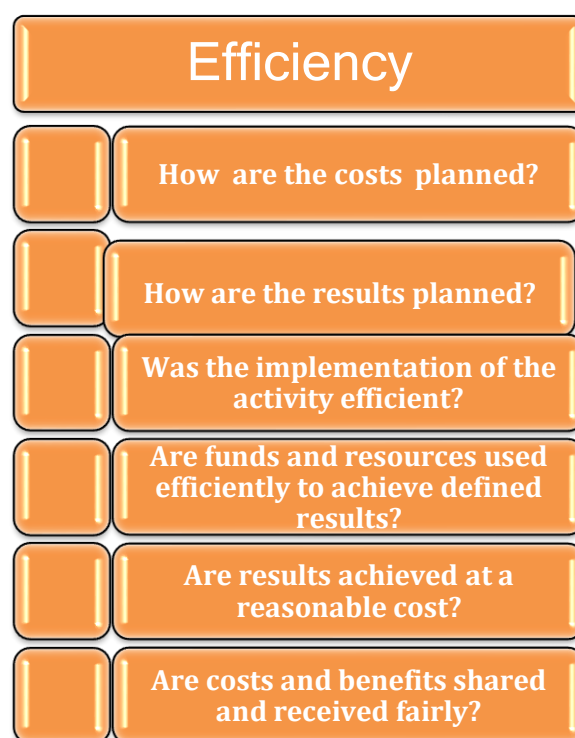 Efficiency
How are the costs planned?
How are the results planned?
Was the implementation of the
activity efficient?
Are funds and resources used
efficiently to achieve defined
results?
Are results achieved at a
reasonable cost?
Are costs and benefits shared
and received fairly?